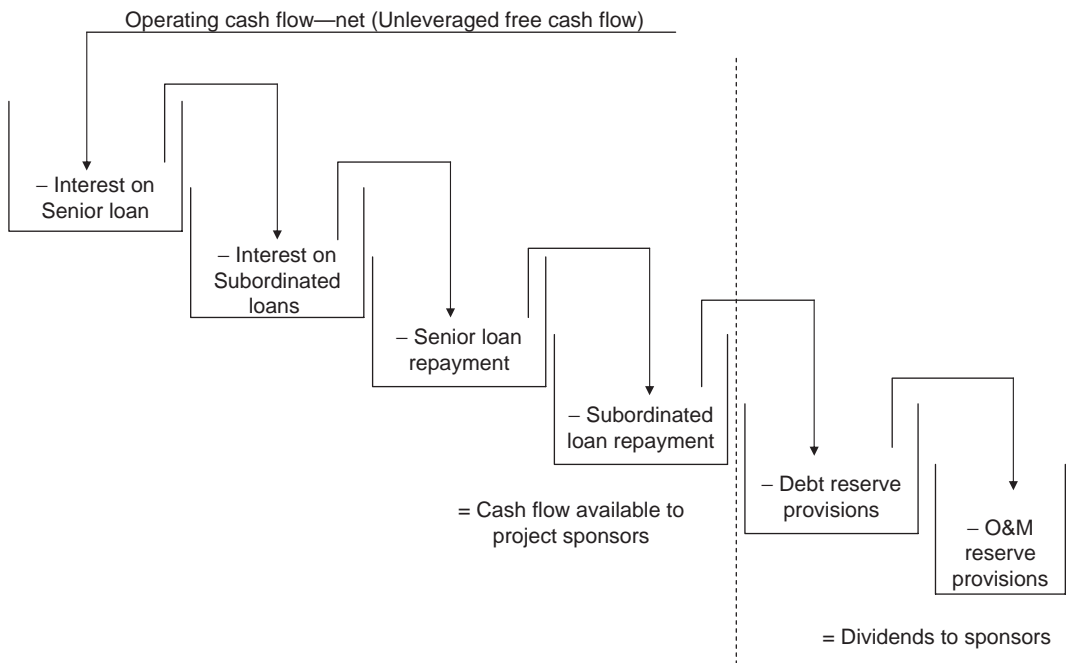 Operating cash flow—net (Unleveraged free cash flow)
– Interest on
Senior loan
– Interest on
Subordinated
loans
– Senior loan
repayment
– Subordinated
loan repayment
= Cash flow available to
project sponsors
– Debt reserve
provisions
– O&M
reserve
provisions
= Dividends to sponsors